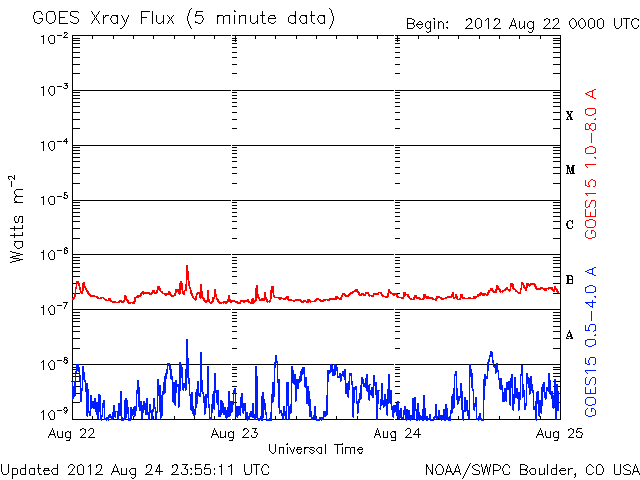 GOES Xray Flux (5 minute data)
Begin: 2012 Aug 22 0000 UTC
10-2
10-3
10-4
10-5
10-6
10-7
10-8
10-9
Watts m-2
X
M
C
B
A
GOES15 1.0-8.0 A
GOES15 0.5-4.0 A
Aug 22 Aug 23 Aug 24 Aug 25
Universal Time
Updated 2012 Aug 24 23:55:11 UTC
NOAA/SWPC Boulder, CO USA